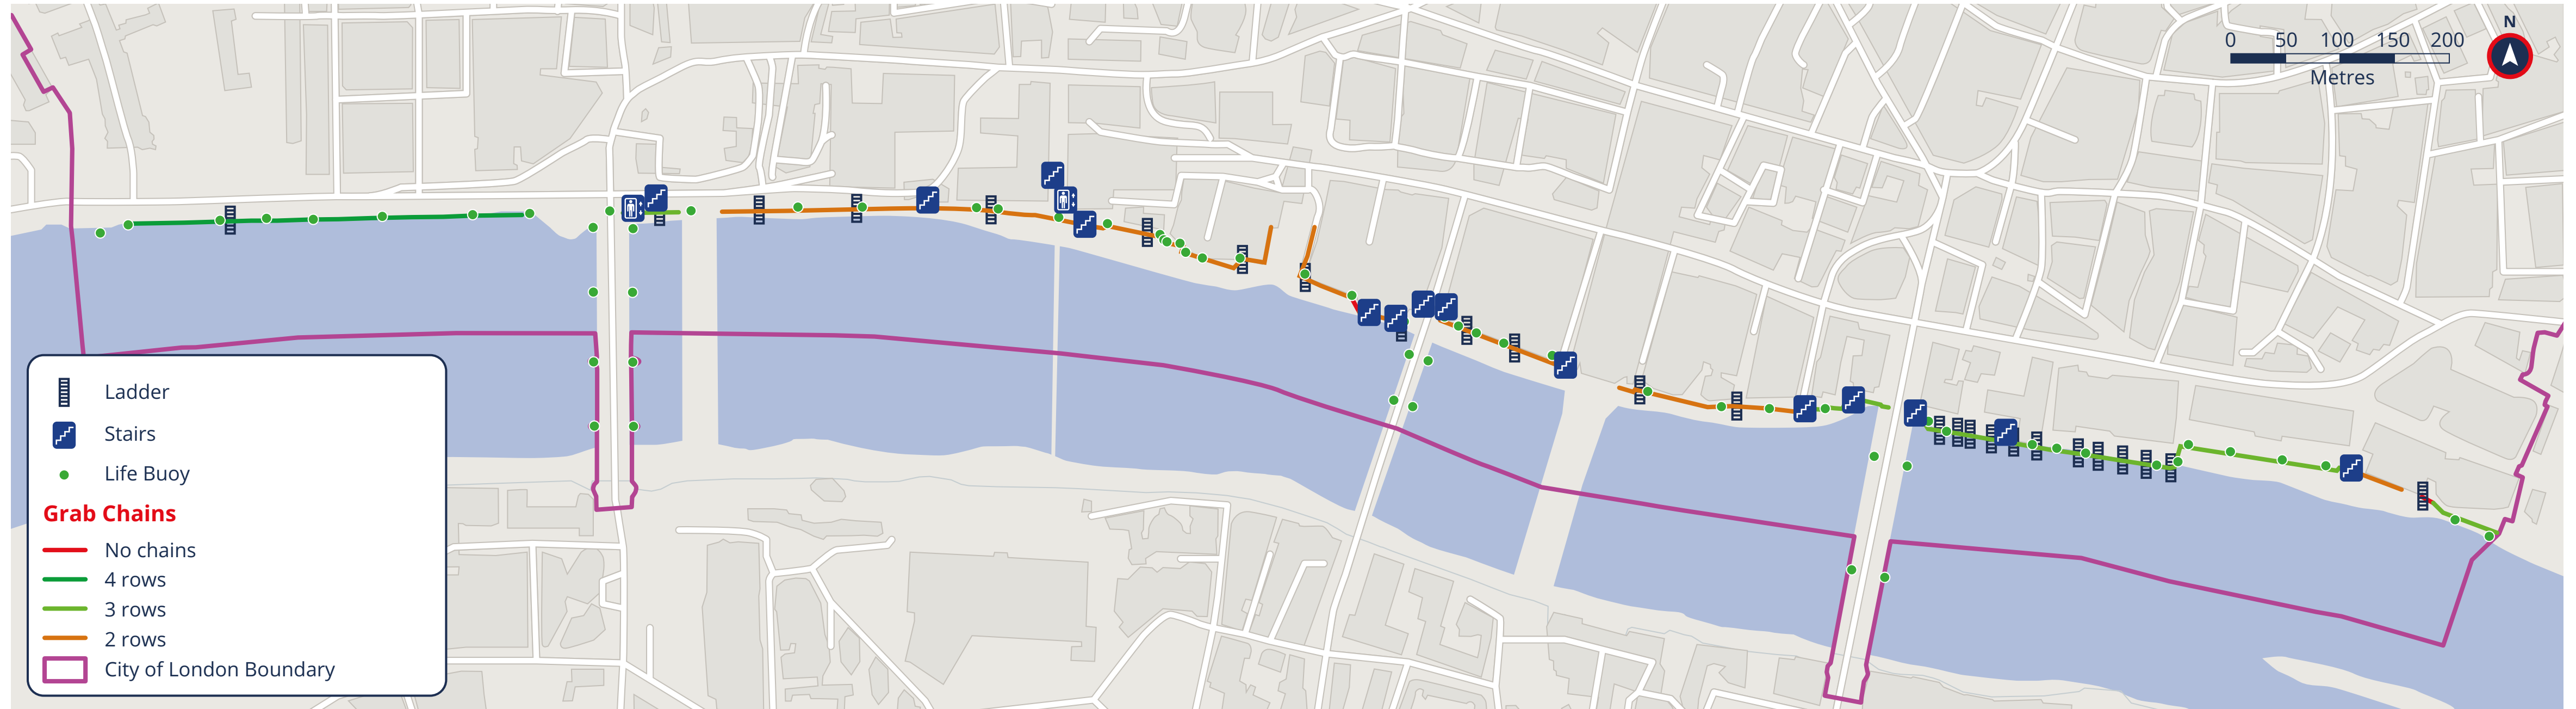 N
0 50 100 150 200
Metres
Ladder
Stairs
Life Buoy
Grab Chains
No chains
4 rows
3 rows
2 rows
City of London Boundary